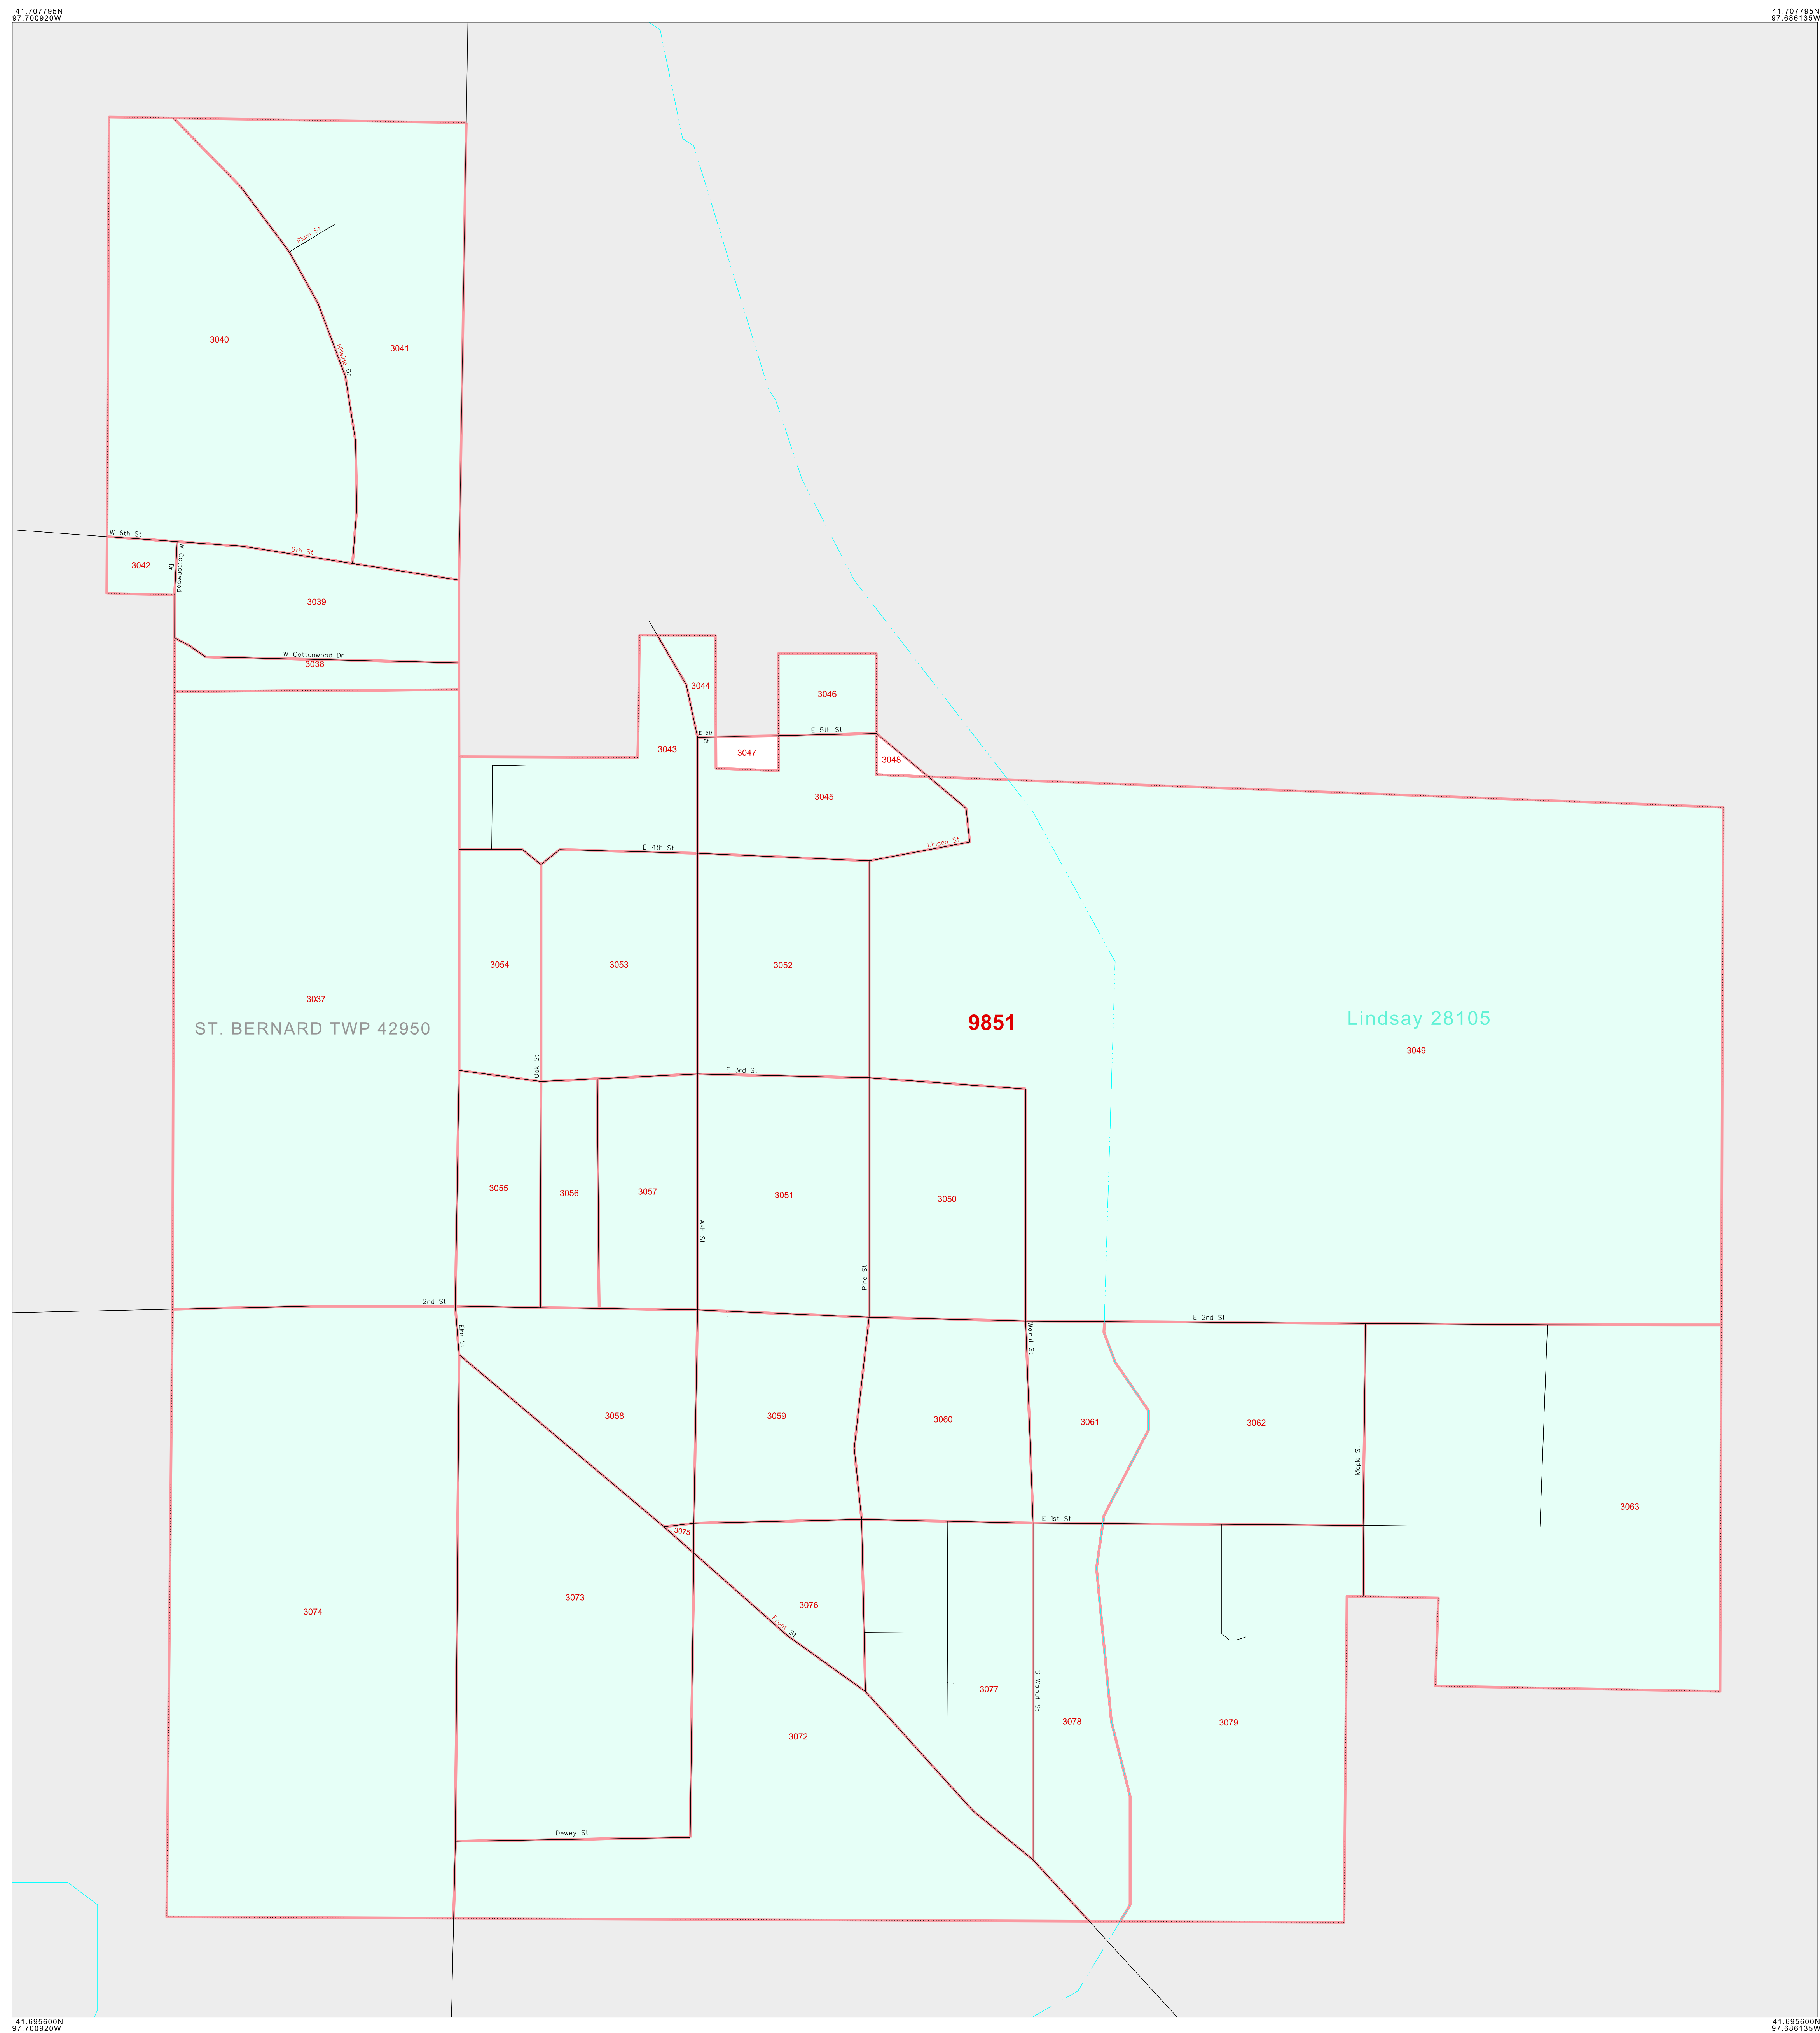 41.707795N
97.700920W
41.707795N
97.686135W
Plum St
3040
3041
Hillside Dr
W 6th St
6th St
3042
W Cottonwood
Dr
3039
W Cottonwood Dr
3038
3044
3046
E 5th
St
E 5th St
3043
3047
3048
3045
Linden St
E 4th St
3054
3053
3052
3037
ST. BERNARD TWP 42950
9851
Lindsay 28105
3049
Oak St
E 3rd St
3055
3056
3057
3051
3050
Ash St
Pine St
2nd St
E 2nd St
Elm St
Walnut St
3058
3059
3060
3061
3062
Maple St
3063
E 1st St
3075
3073
3074
3076
Front St
3077
S Walnut St
3078
3079
3072
Dewey St
41.695600N
97.700920W
41.695600N
97.686135W